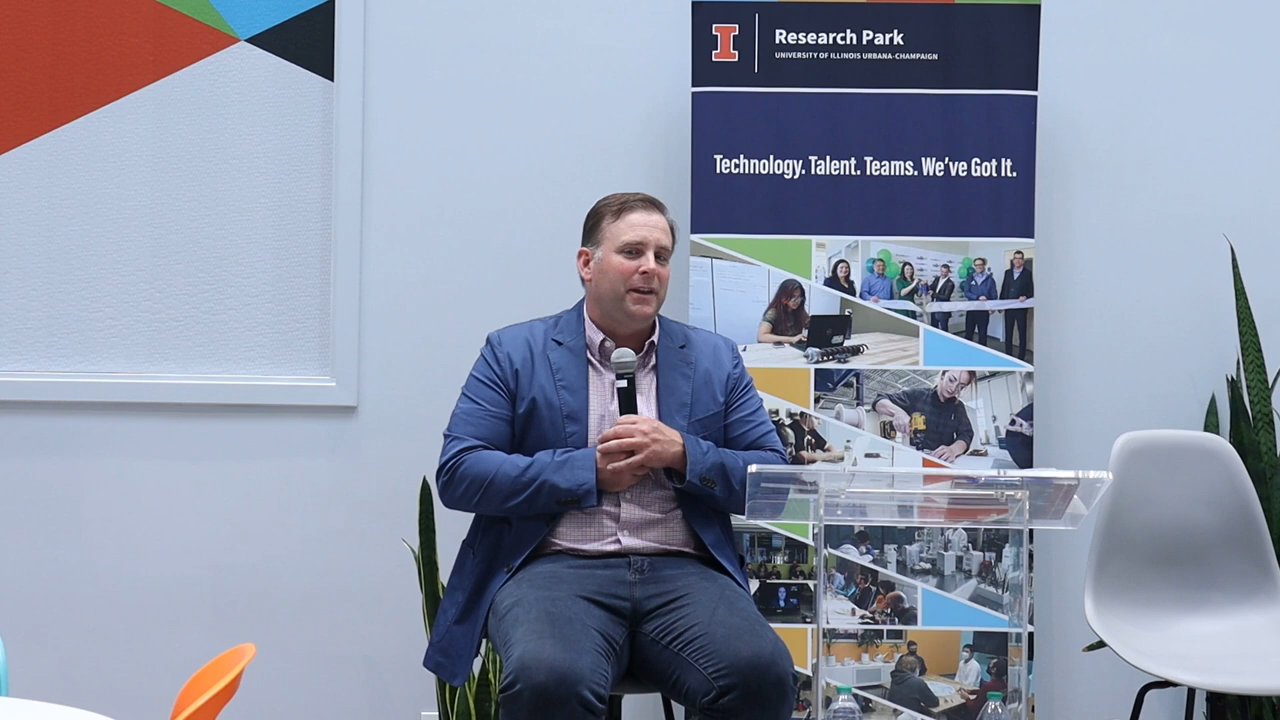 I
Research Park
UNIVERSITY OF ILLINOIS URBANA-CHAMPAIGN
Technology. Talent. Teams. We've Got It.